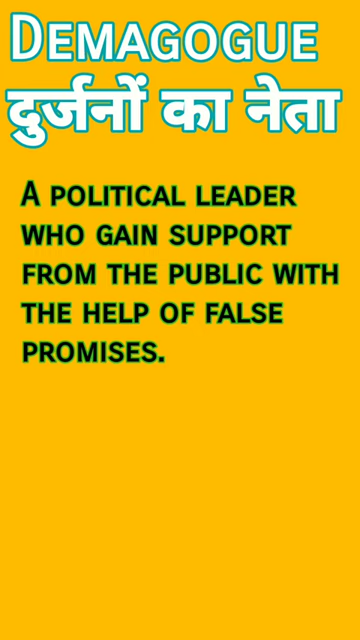 Demagogue
दुर्जनों का नेता
A political leader
who gain support
from the public with
the help of false
promises.